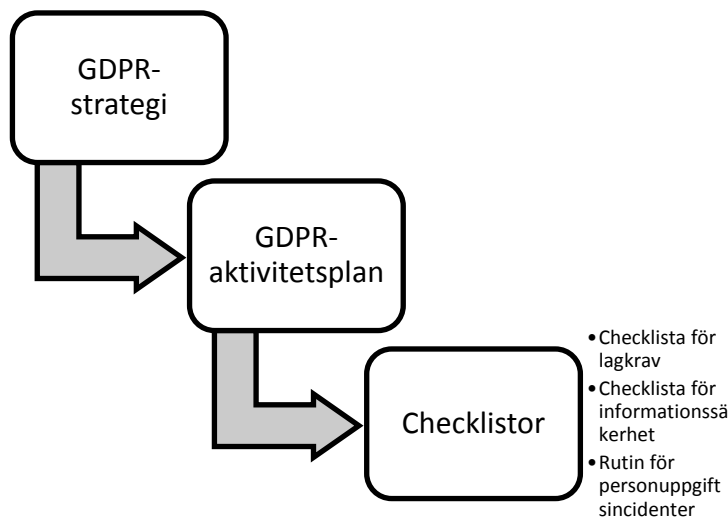 GDPR-
strategi
GDPR-
aktivitetsplan
Checklistor
•Checklista för
lagkrav
•Checklista för
informationssä
kerhet
•Rutin för
personuppgift
sincidenter